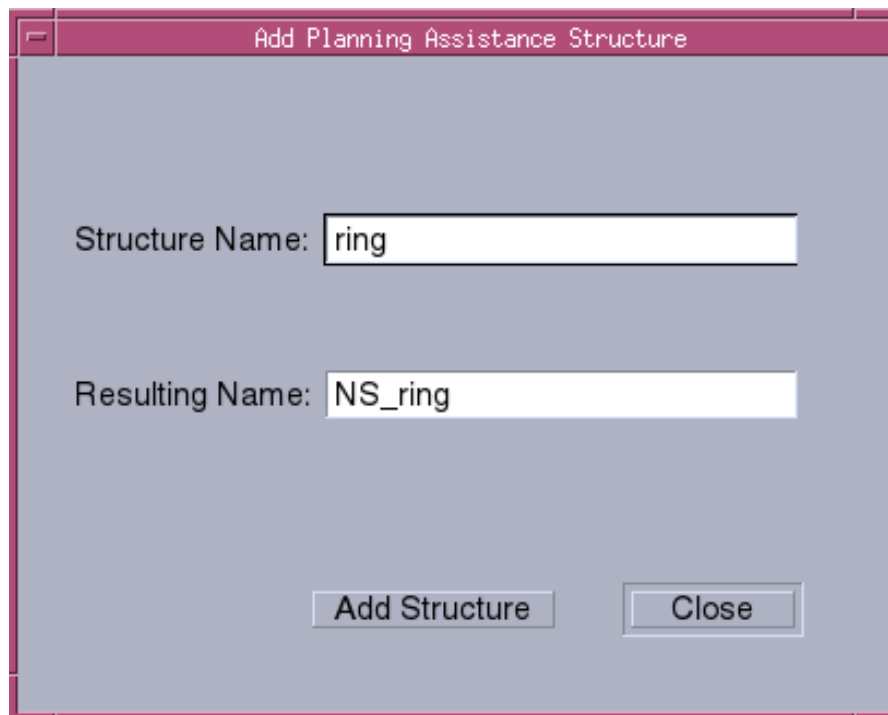 Add Planning Assistance Structure
Structure Name: ring
Resulting Name: NS_ring
Add Structure Close